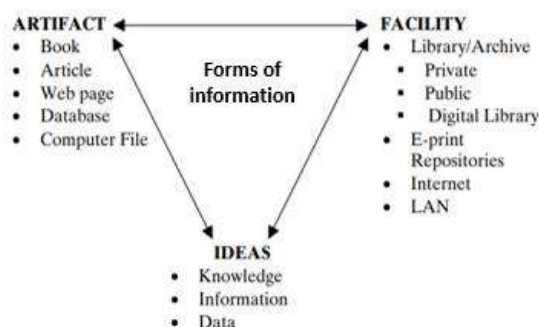 ARTIFACT
• Book
• Article
• Web page
• Database
• Computer File
Forms of
information
FACILITY
• Library/Archive
▪ Private
▪ Public
▪ Digital Library
• E-print
Repositories
• Internet
• LAN
IDEAS
• Knowledge
• Information
• Data